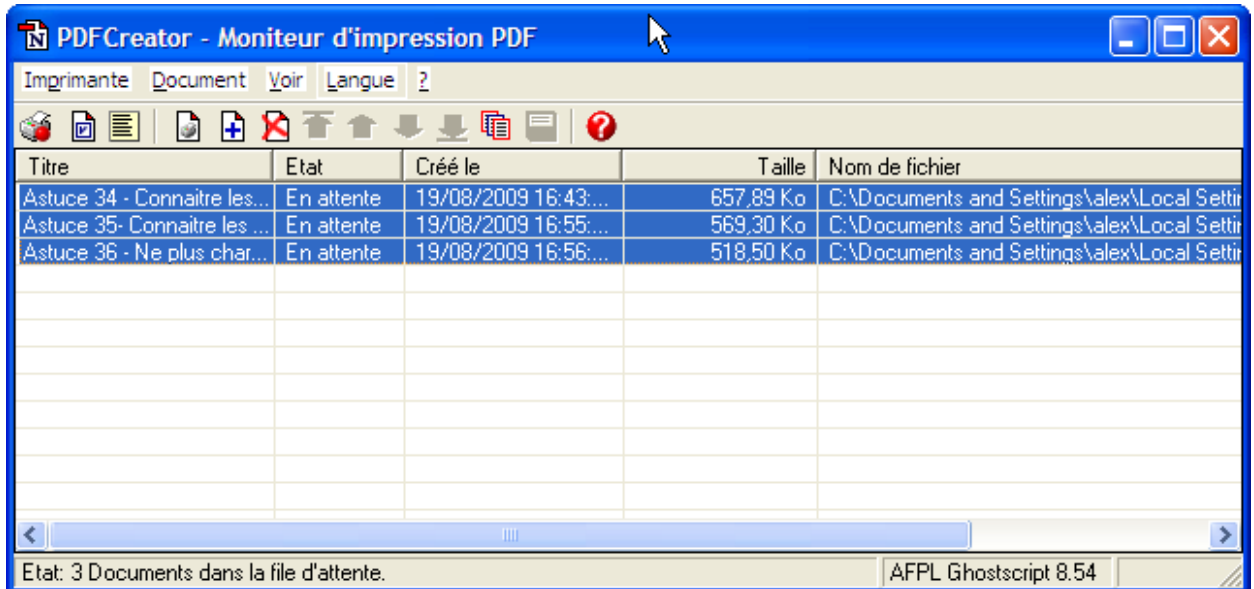 PDFCreator - Moniteur d'impression PDF
Imprimante Document Voir Langue ?
Titre Etat Créé le Taille Nom de fichier
Astuce 34 - Connaitre les... En attente 19/08/2009 16:43:... 657,89 Ko C:\Documents and Settings\alex\Local Settin
Astuce 35- Connaitre les ... En attente 19/08/2009 16:55:... 569,30 Ko C:\Documents and Settings\alex\Local Settin
Astuce 36 - Ne plus char... En attente 19/08/2009 16:56:... 518,50 Ko C:\Documents and Settings\alex\Local Settin
Etat: 3 Documents dans la file d'attente. AFPL Ghostscript 8.54